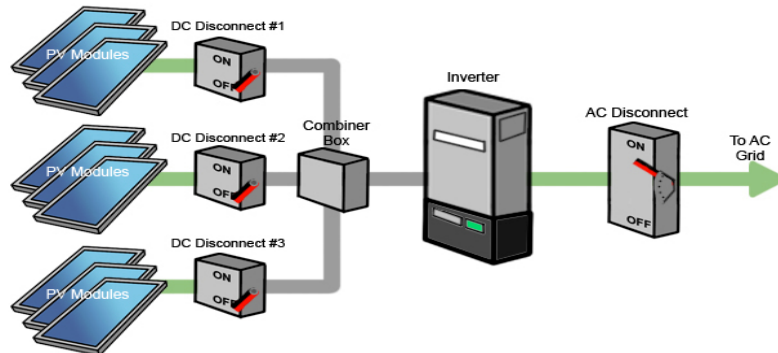 PV Modules
DC Disconnect #1
ON
OFF
PV Modules
DC Disconnect #2
ON
OFF
PV Modules
DC Disconnect #3
ON
OFF
Combiner
Box
Inverter
AC Disconnect
ON
OFF
To AC
Grid